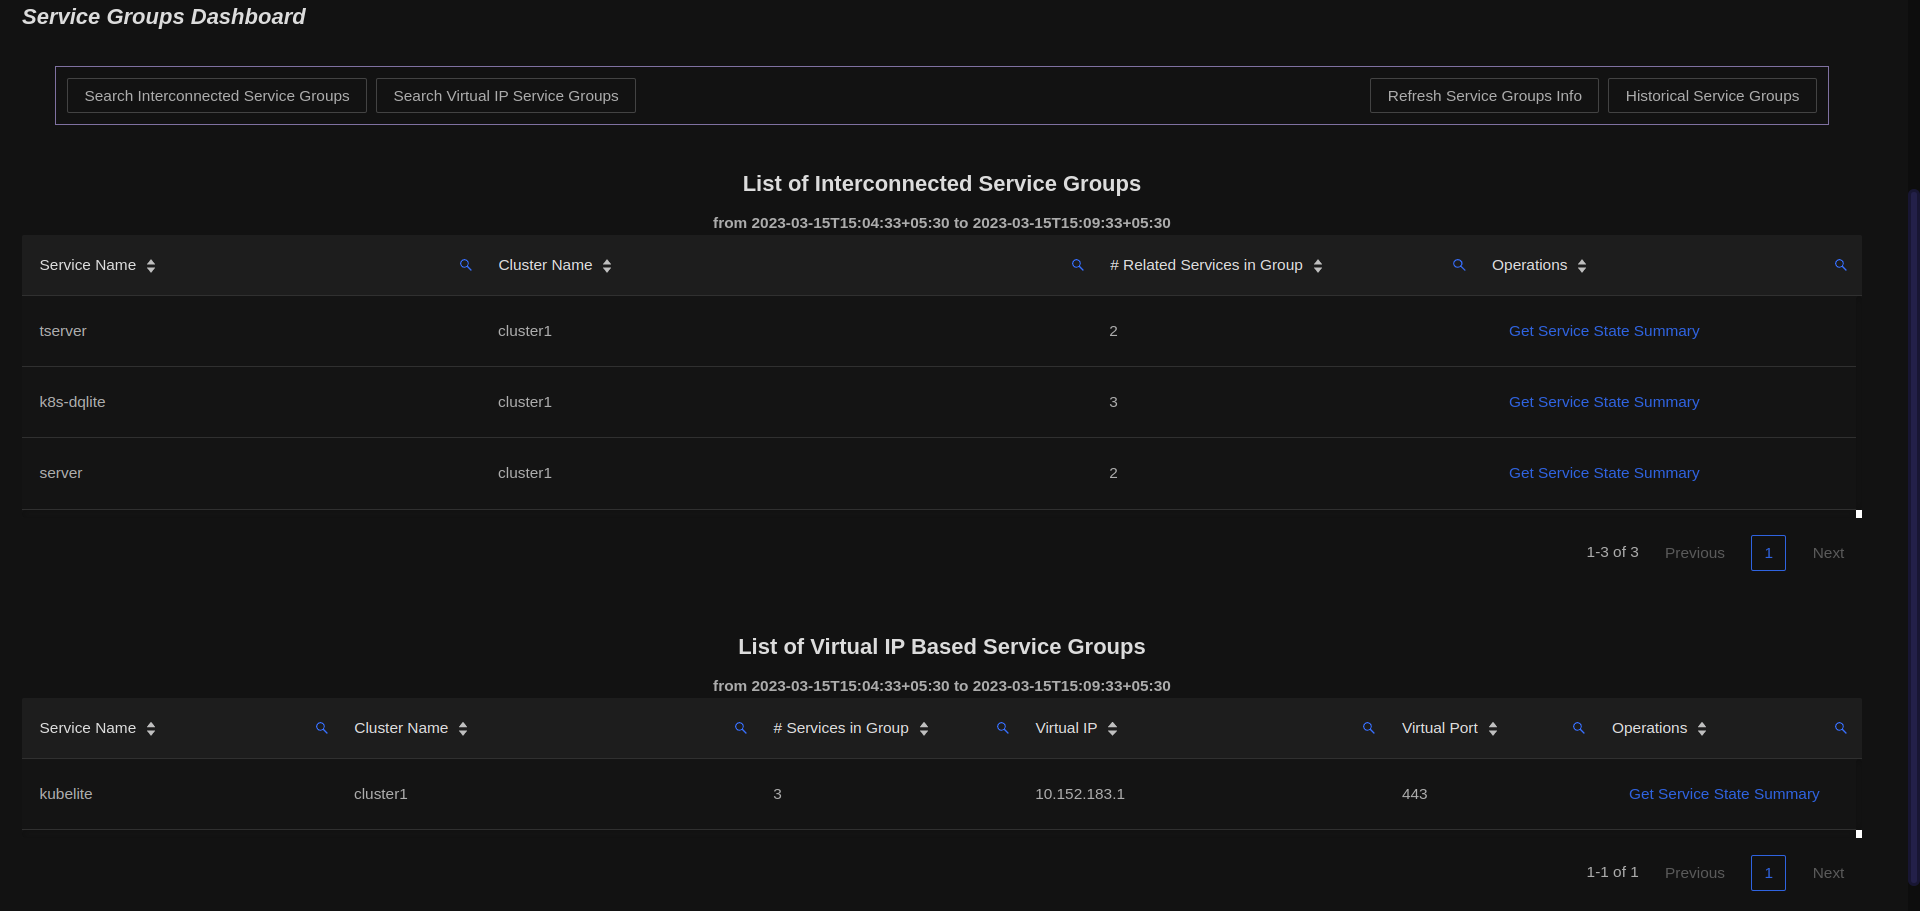 Service Groups Dashboard
Search Interconnected Service Groups Search Virtual IP Service Groups Refresh Service Groups Info Historical Service Groups
List of Interconnected Service Groups
from 2023-03-15T15:04:33+05:30 to 2023-03-15T15:09:33+05:30
Service Name Cluster Name # Related Services in Group Operations
tserver cluster1 2 Get Service State Summary
k8s-dqlite cluster1 3 Get Service State Summary
server cluster1 2 Get Service State Summary
1-3 of 3 Previous 1 Next
List of Virtual IP Based Service Groups
from 2023-03-15T15:04:33+05:30 to 2023-03-15T15:09:33+05:30
Service Name Cluster Name # Services in Group Virtual IP Virtual Port Operations
kubelite cluster1 3 10.152.183.1 443 Get Service State Summary
1-1 of 1 Previous 1 Next